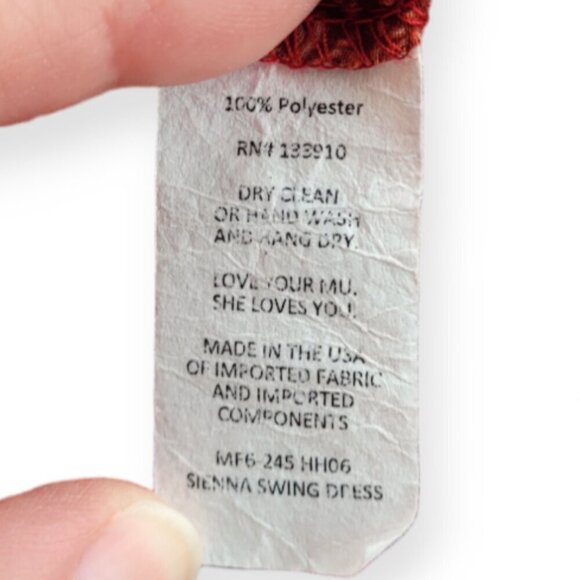 100% Polyester
RN# 133910
DRY CLEAN
OR HAND WASH
AND HANG DRY.
LOVE YOUR MU.
SHE LOVES YOU.
MADE IN THE USA
OF IMPORTED FABRIC
AND IMPORTED
COMPONENTS
MF6-245 HH06
SIENNA SWING DRESS